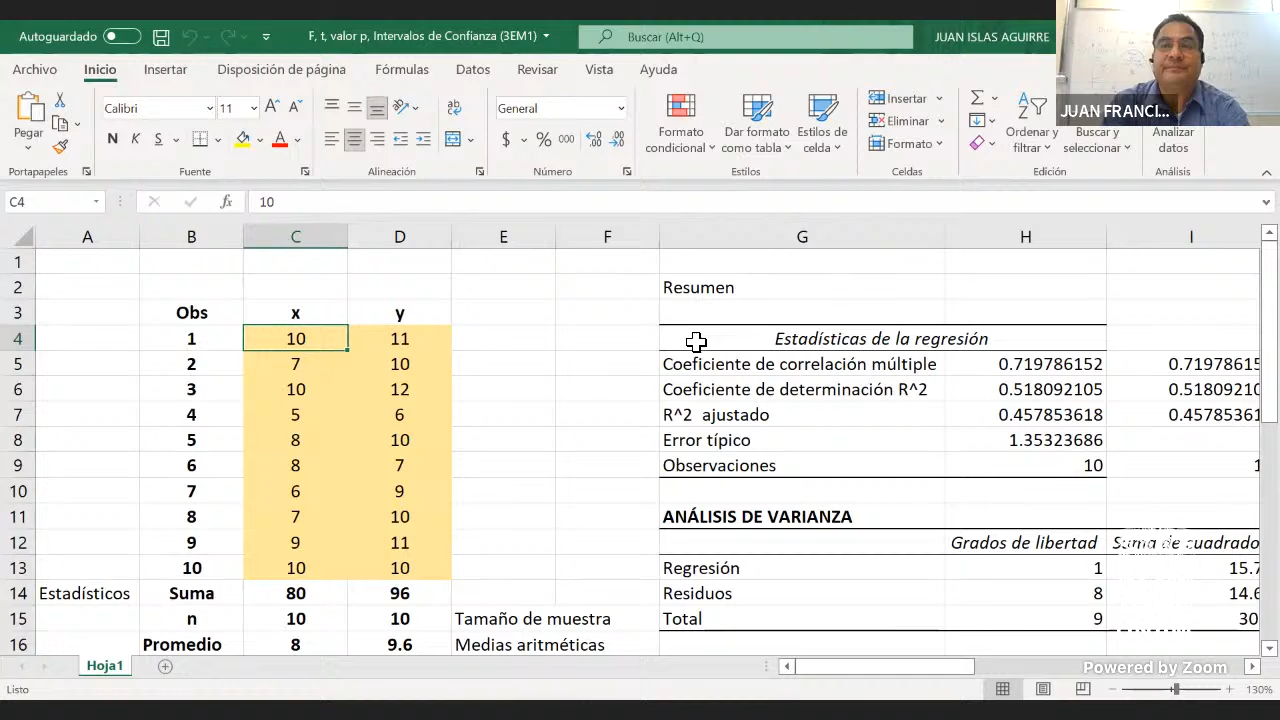 Autoguardado
F, t, valor p, Intervalos de Confianza (3EM1)
Buscar (Alt+Q)
JUAN ISLAS AGUIRRE
JUAN FRANCI...
Archivo Inicio Insertar Disposición de página Fórmulas Datos Revisar Vista Ayuda
Pegar
Calibri 11
N K S
General
$ % 000
Formato condicional
Dar formato como tabla
Estilos de celda
Insertar
Eliminar
Formato
Ordenar y filtrar
Buscar y seleccionar
Analizar datos
Portapapeles Fuente Alineación Número Estilos Celdas Edición Análisis
C4 fx 10
A B C D E F G H I
1
2 Resumen
3 Obs x y
4 1 10 11 Estadísticas de la regresión
5 2 7 10 Coeficiente de correlación múltiple 0.719786152 0.71978615
6 3 10 12 Coeficiente de determinación R^2 0.518092105 0.51809210
7 4 5 6 R^2 ajustado 0.457853618 0.45785361
8 5 8 10 Error típico 1.35323686
9 6 8 7 Observaciones 10 1
10 7 6 9
11 8 7 10 ANÁLISIS DE VARIANZA
12 9 9 11 Grados de libertad Suma de cuadrado
13 10 10 10 Regresión 1 15.7
14 Estadísticos Suma 80 96 Residuos 8 14.6
15 n 10 10 Tamaño de muestra Total 9 30
16 Promedio 8 9.6 Medias aritméticas
Hoja1
Powered by Zoom
Listo 130%